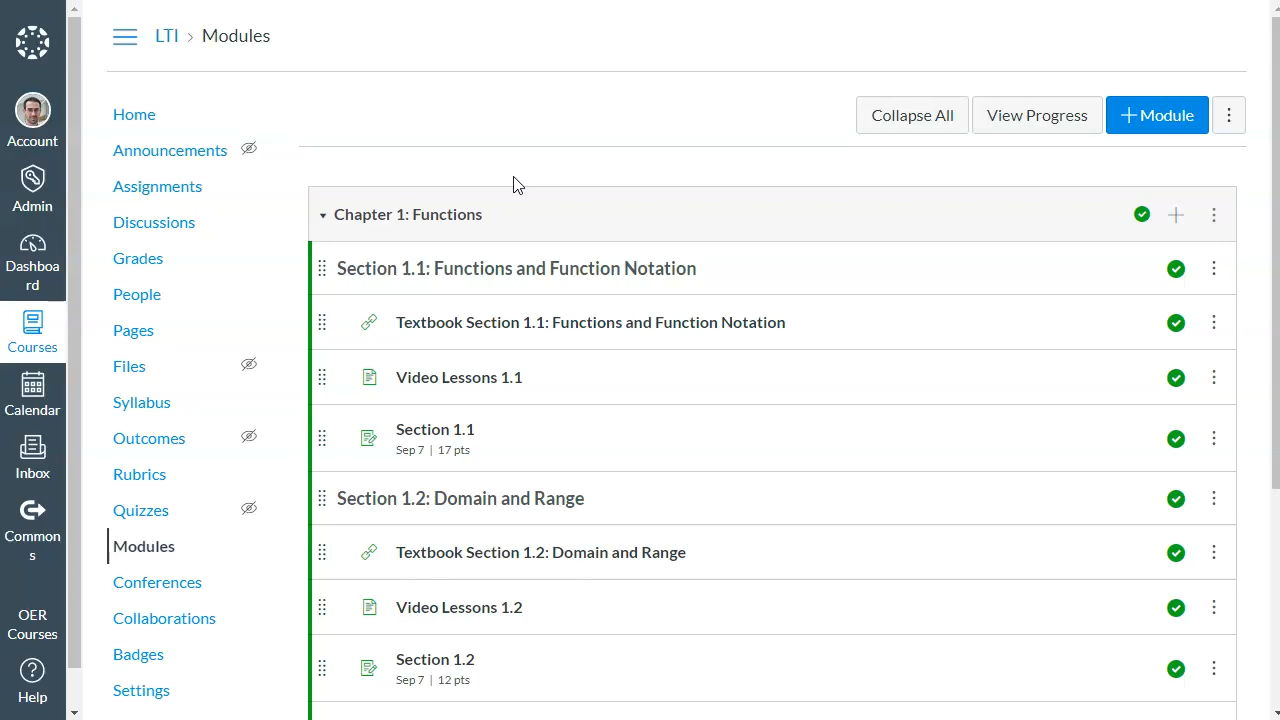 LTI > Modules
Account
Admin
Dashboa
rd
Courses
Calendar
Inbox
Common
s
OER
Courses
Help
Home
Announcements
Assignments
Discussions
Grades
People
Pages
Files
Syllabus
Outcomes
Rubrics
Quizzes
Modules
Conferences
Collaborations
Badges
Settings
Collapse All
View Progress
+ Module
Chapter 1: Functions
Section 1.1: Functions and Function Notation
Textbook Section 1.1: Functions and Function Notation
Video Lessons 1.1
Section 1.1
Sep 7 | 17 pts
Section 1.2: Domain and Range
Textbook Section 1.2: Domain and Range
Video Lessons 1.2
Section 1.2
Sep 7 | 12 pts